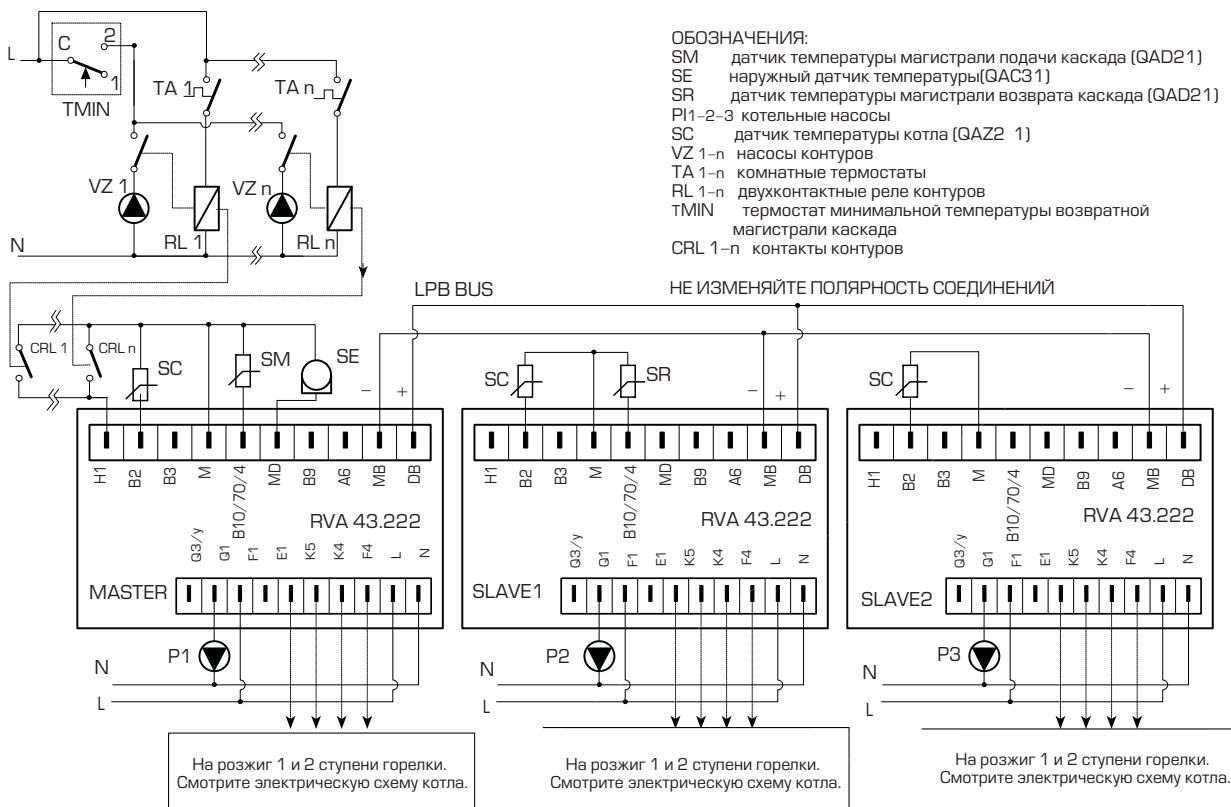 L
C
2
1
TMIN
TA 1
TA n
VZ 1
VZ n
RL 1
RL n
N
ОБОЗНАЧЕНИЯ:
SM датчик температуры магистрали подачи каскада (QAD21)
SE наружный датчик температуры(QAC31)
SR датчик температуры магистрали возврата каскада (QAD21)
PI1-2-3 котельные насосы
SC датчик температуры котла (QAZ2 1)
VZ 1-n насосы контуров
TA 1-n комнатные термостаты
RL 1-n двухконтактные реле контуров
TMIN термостат минимальной температуры возвратной
магистрали каскада
CRL 1-n контакты контуров
LPB BUS
НЕ ИЗМЕНЯЙТЕ ПОЛЯРНОСТЬ СОЕДИНЕНИЙ
CRL 1
CRL n
SC
SM
SE
– +
SC
SR
– +
SC
– +
H1 B2 B3 M B10/70/4 MD B9 A6 MB DB
RVA 43.222
Q3/y Q1 F1 E1 K5 K4 F4 L N
MASTER
H1 B2 B3 M B10/70/4 MD B9 A6 MB DB
RVA 43.222
Q3/y Q1 F1 E1 K5 K4 F4 L N
SLAVE1
H1 B2 B3 M B10/70/4 MD B9 A6 MB DB
RVA 43.222
Q3/y Q1 F1 E1 K5 K4 F4 L N
SLAVE2
P1
N
L
P2
N
L
P3
N
L
На розжиг 1 и 2 ступени горелки.
Смотрите электрическую схему котла.
На розжиг 1 и 2 ступени горелки.
Смотрите электрическую схему котла.
На розжиг 1 и 2 ступени горелки.
Смотрите электрическую схему котла.